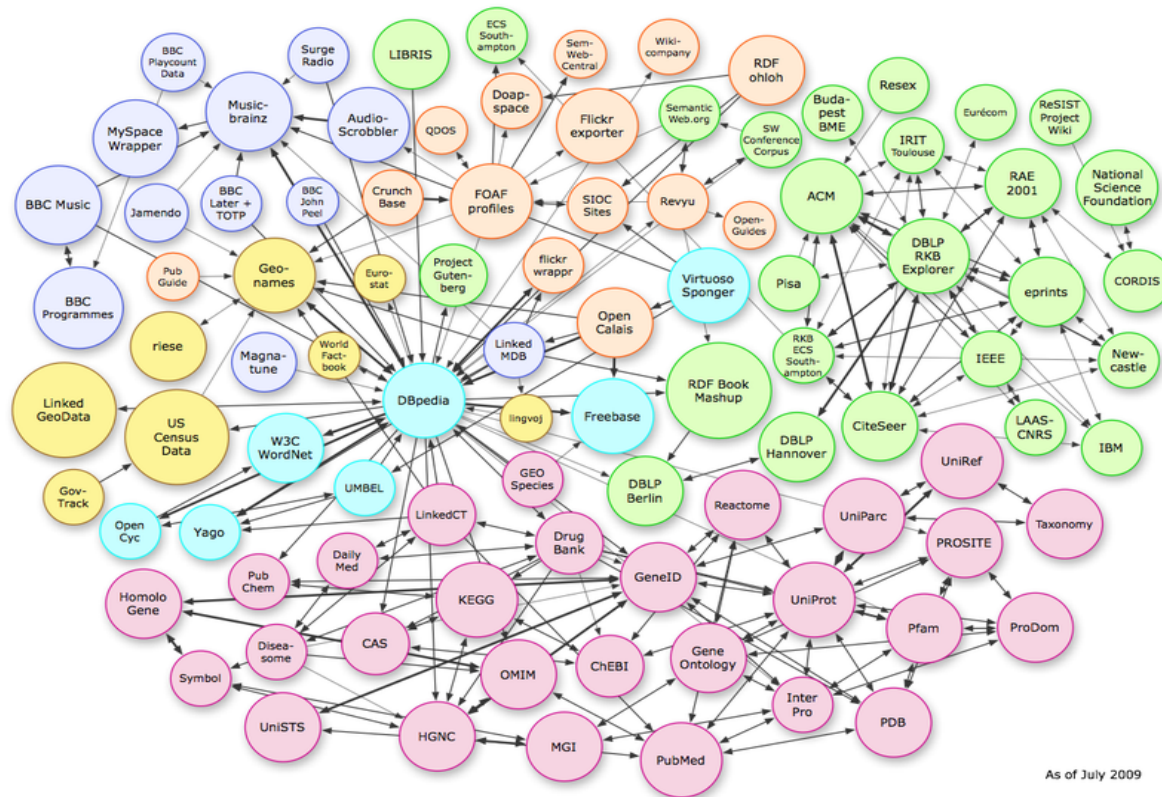 BBC
Playcount
Data
Surge
Radio
LIBRIS
ECS
South-
ampton
Sem-
Web-
Central
Wiki-
company
RDF
ohloh
Music-
brainz
Audio-
Scrobbler
MySpace
Wrapper
QDOS
Doap-
space
Flickr
exporter
Semantic
Web.org
SW
Conference
Corpus
Buda-
pest
BME
Resex
Eurécom
ReSIST
Project
Wiki
IRIT
Toulouse
RAE
2001
National
Science
Foundation
ACM
BBC Music
Jamendo
BBC
Later +
TOTP
BBC
John
Peel
Crunch
Base
FOAF
profiles
SIOC
Sites
Revyu
Open-
Guides
DBLP
RKB
Explorer
Pub
Guide
Geo-
names
Euro-
stat
Project
Guten-
berg
flickr
wrappr
Virtuoso
Sponger
Pisa
eprints
CORDIS
BBC
Programmes
riese
Magna-
tune
World
Fact-
book
Linked
MDB
Open
Calais
RKB
ECS
South-
ampton
IEEE
New-
castle
Linked
GeoData
US
Census
Data
W3C
WordNet
DBpedia
lingvoj
Freebase
RDF Book
Mashup
CiteSeer
LAAS-
CNRS
IBM
DBLP
Hannover
Gov-
Track
Open
Cyc
Yago
UMBEL
LinkedCT
GEO
Species
DBLP
Berlin
Reactome
UniParc
UniRef
Taxonomy
PROSITE
Daily
Med
Drug
Bank
Pub
Chem
Homolo
Gene
KEGG
GeneID
UniProt
Pfam
ProDom
Disea-
some
CAS
Symbol
OMIM
ChEBI
Gene
Ontology
Inter
Pro
PDB
UniSTS
HGNC
MGI
PubMed
As of July 2009